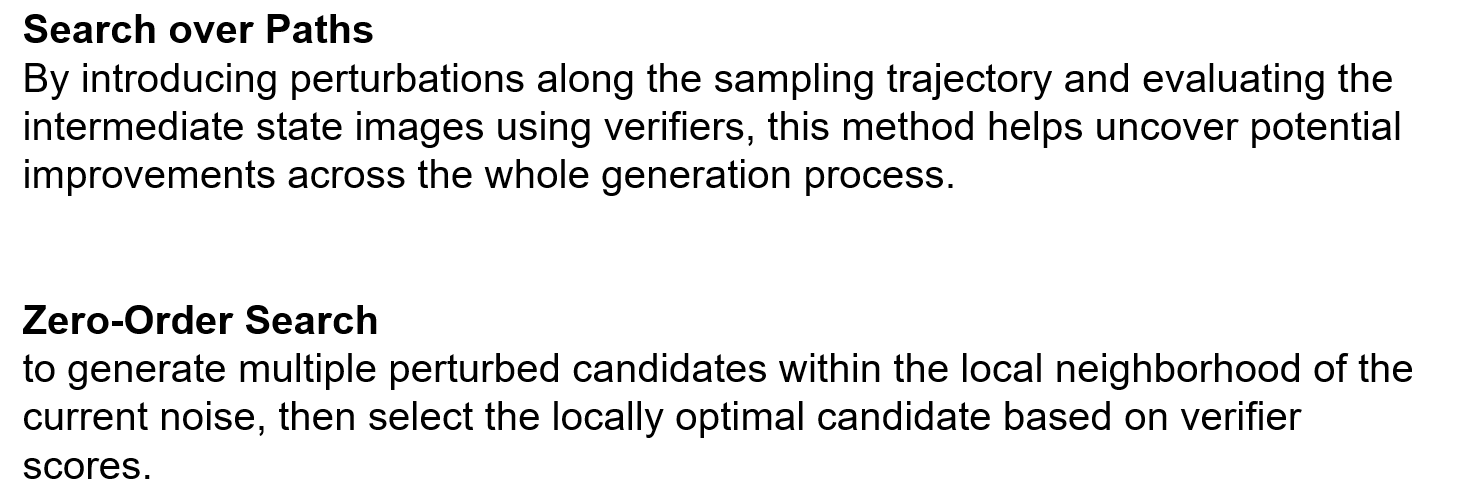 Search over Paths
By introducing perturbations along the sampling trajectory and evaluating the
intermediate state images using verifiers, this method helps uncover potential
improvements across the whole generation process.
Zero-Order Search
to generate multiple perturbed candidates within the local neighborhood of the
current noise, then select the locally optimal candidate based on verifier
scores.